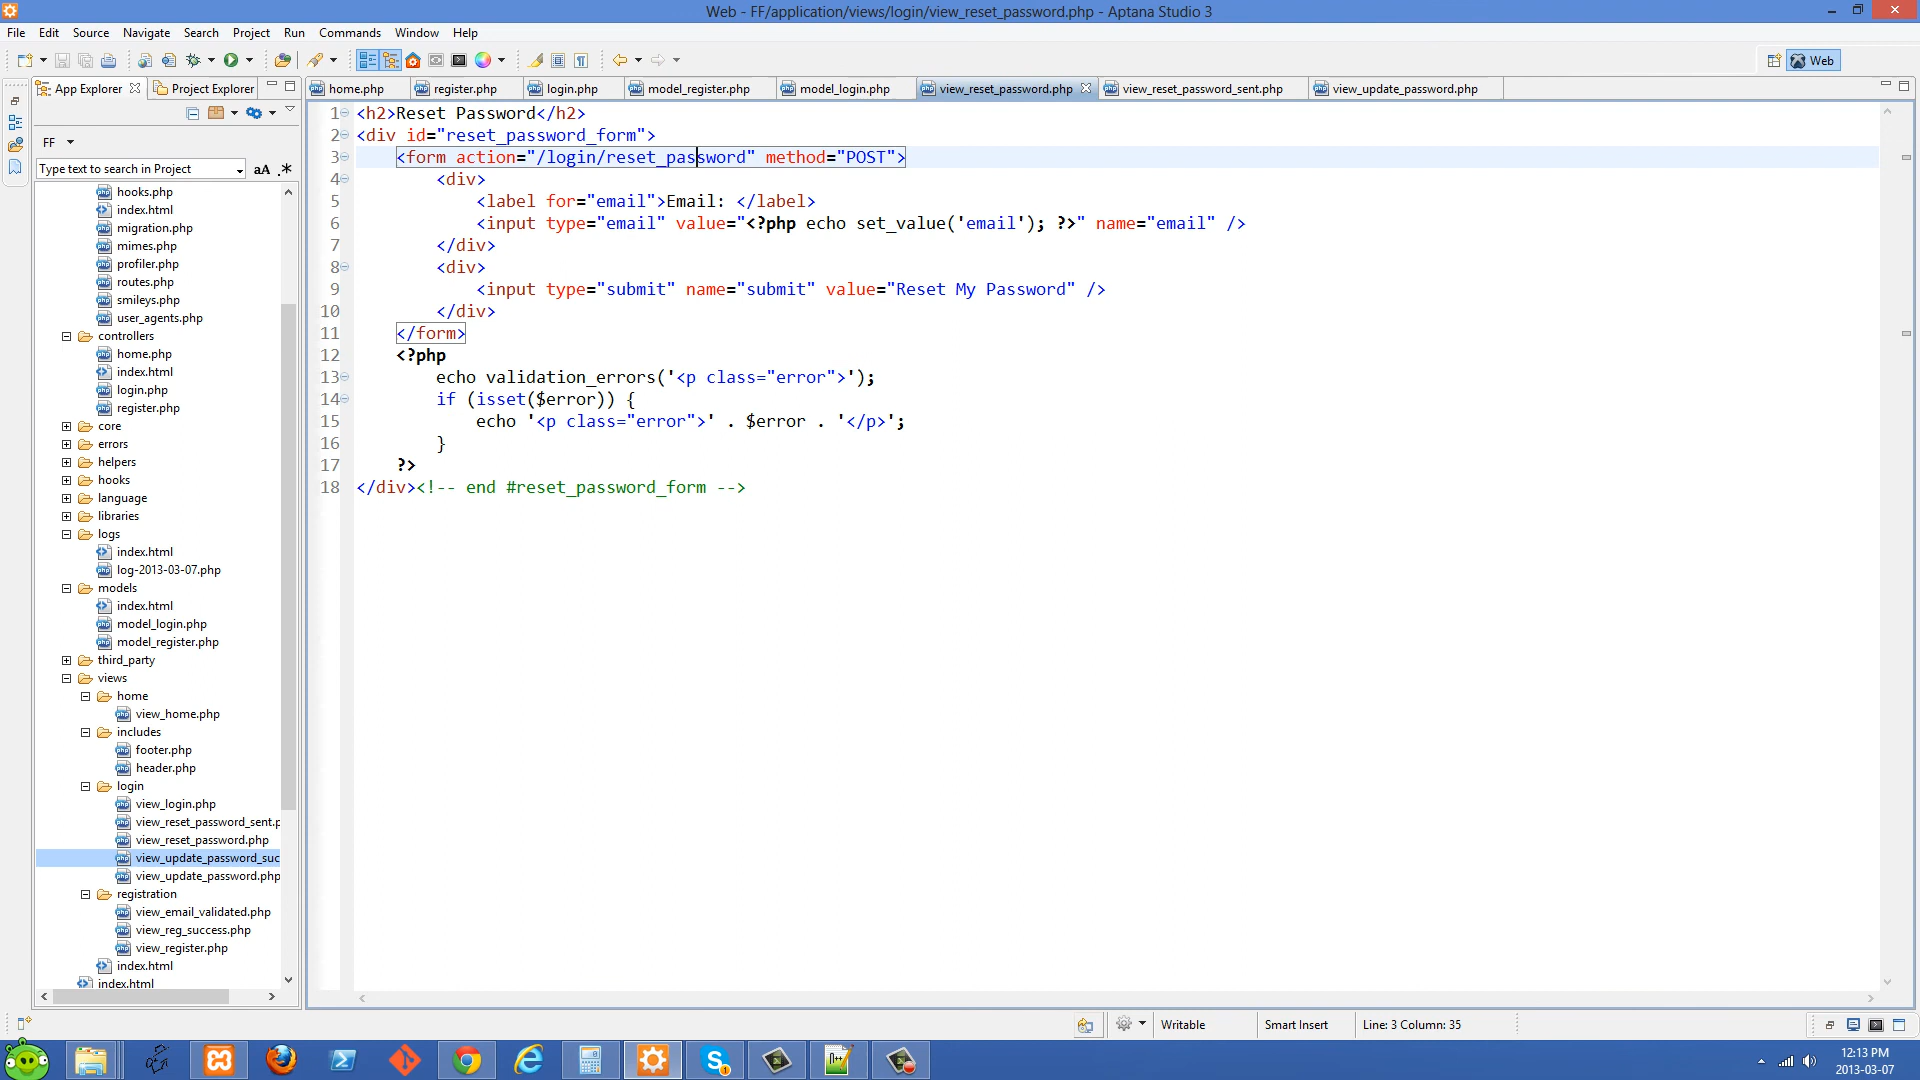 Web - FF/application/views/login/view_reset_password.php - Aptana Studio 3
File Edit Source Navigate Search Project Run Commands Window Help
Web
App Explorer Project Explorer
home.php register.php login.php model_register.php model_login.php view_reset_password.php view_reset_password_sent.php view_update_password.php
FF
Type text to search in Project aA .*
hooks.php
index.html
migration.php
mimes.php
profiler.php
routes.php
smileys.php
user_agents.php
controllers
home.php
index.html
login.php
register.php
core
errors
helpers
hooks
language
libraries
logs
index.html
log-2013-03-07.php
models
index.html
model_login.php
model_register.php
third_party
views
home
view_home.php
includes
footer.php
header.php
login
view_login.php
view_reset_password_sent.p
view_reset_password.php
view_update_password_suc
view_update_password.php
registration
view_email_validated.php
view_reg_success.php
view_register.php
index.html
index.html
1 <h2>Reset Password</h2>
2 <div id="reset_password_form">
3 <form action="/login/reset_password" method="POST">
4 <div>
5 <label for="email">Email: </label>
6 <input type="email" value="<?php echo set_value('email'); ?>" name="email" />
7 </div>
8 <div>
9 <input type="submit" name="submit" value="Reset My Password" />
10 </div>
11 </form>
12 <?php
13 echo validation_errors('<p class="error">');
14 if (isset($error)) {
15 echo '<p class="error">' . $error . '</p>';
16 }
17 ?>
18 </div><!-- end #reset_password_form -->
Writable Smart Insert Line: 3 Column: 35
12:13 PM
2013-03-07